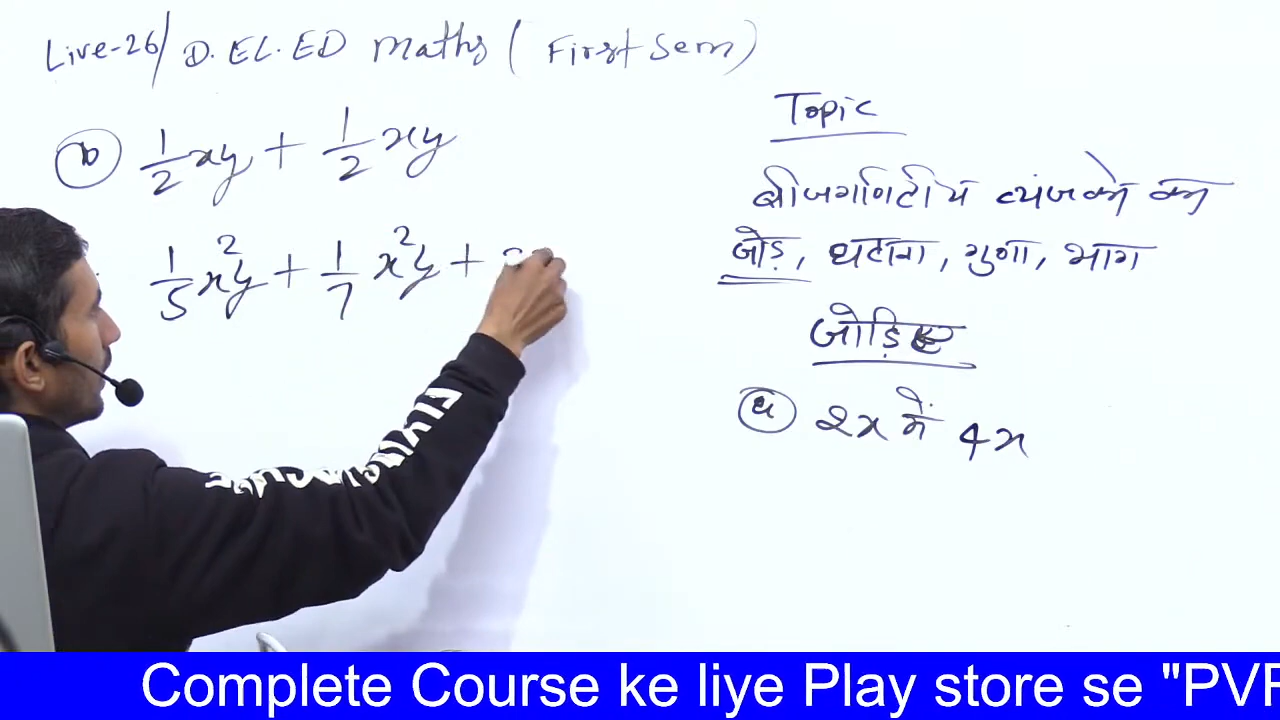 Live-26/ D.EL.ED Maths ( First Sem )
(b) 1/2 xy + 1/2 xy
1/5 x²y + 1/7 x²y +
Topic
बीजगणितीय व्यंजको का
जोड़, घटाना, गुणा, भाग
जोड़िए
2x में 4x
Complete Course ke liye Play store se "PVR